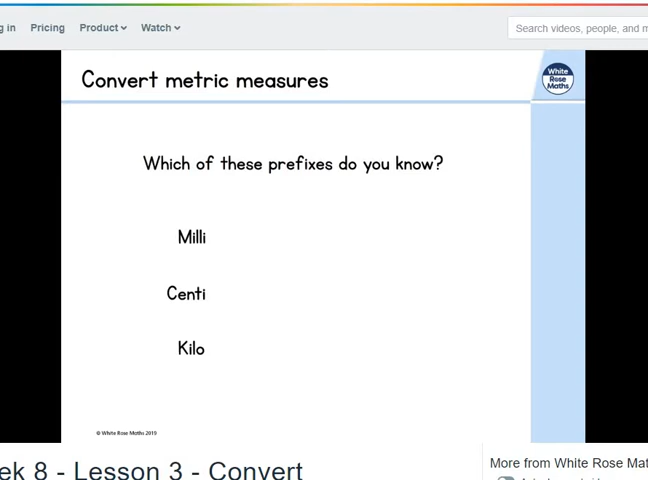 g in Pricing Product Watch Search videos, people, and m
Convert metric measures
White
Rose
Maths
Which of these prefixes do you know?
Milli
Centi
Kilo
© White Rose Maths 2019
ek 8 - Lesson 3 - Convert
More from White Rose Mat